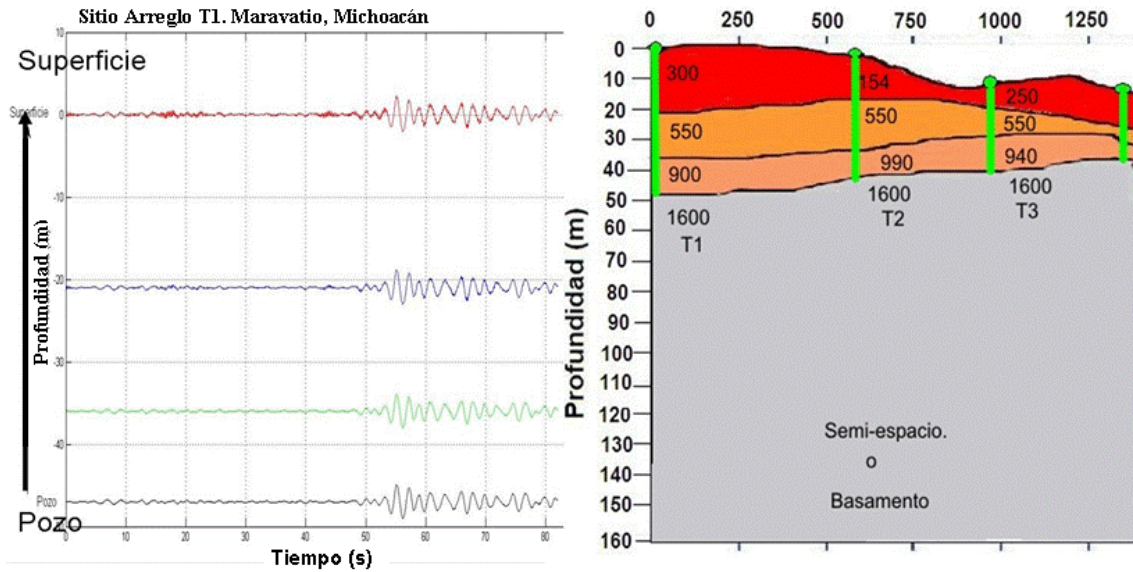 Sitio Arreglo T1. Maravatio, Michoacán
10
Superficie
Superficie
0
-10
-20
-30
-40
Pozo
Pozo
Profundidad (m)
0 10 20 30 40 50 60 70 80
Tiempo (s)
0 250 500 750 1000 1250
0
10
20
30
40
50
60
70
80
90
100
110
120
130
140
150
160
Profundidad (m)
300 154 250
550 550 550
900 990 940
1600 1600 1600
T1 T2 T3
Semi-espacio.
o
Basamento